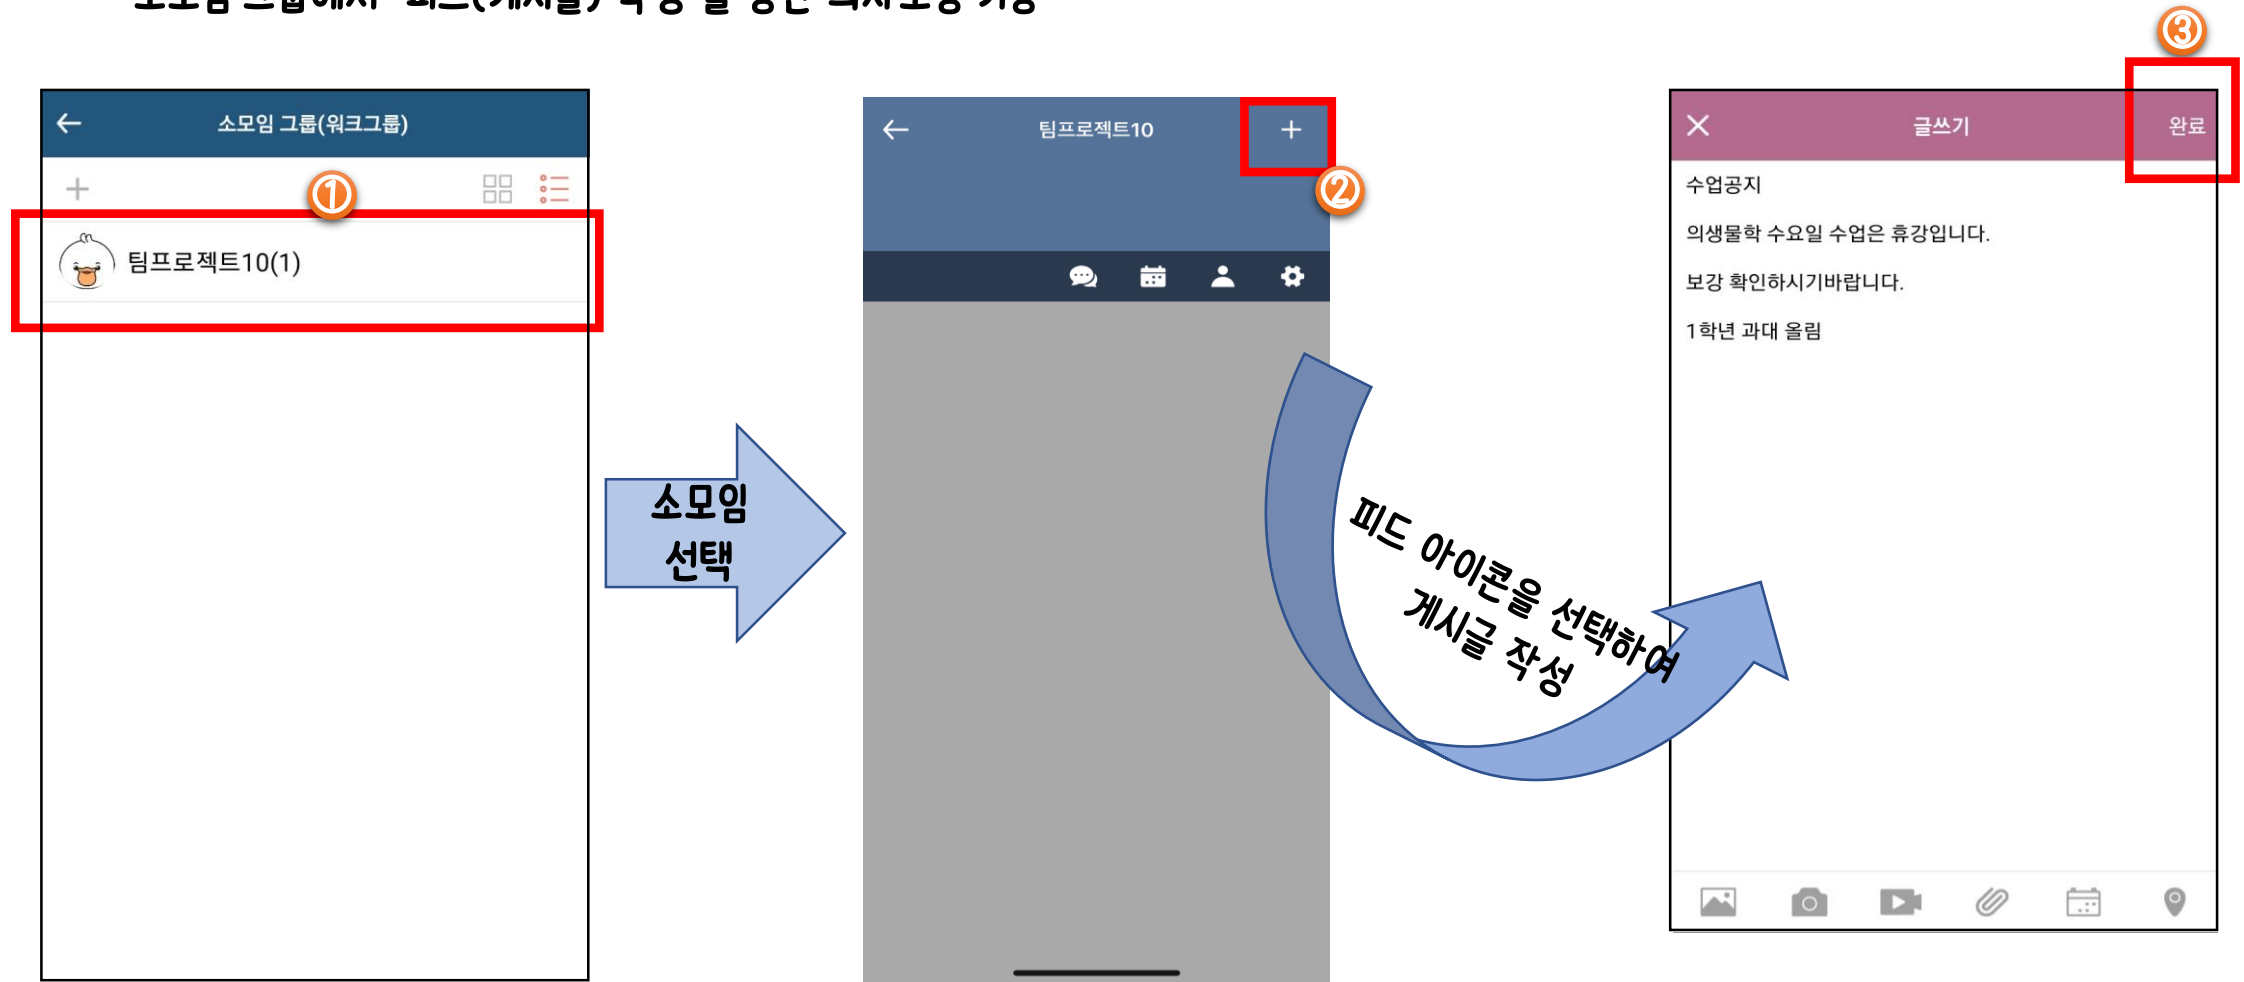 ③
소모임 그룹(워크그룹)
①
팀프로젝트10(1)
소모임
선택
팀프로젝트10
②
피드 아이콘을 선택하여
게시글 작성
글쓰기
완료
수업공지
의생물학 수요일 수업은 휴강입니다.
보강 확인하시기바랍니다.
1학년 과대 올림